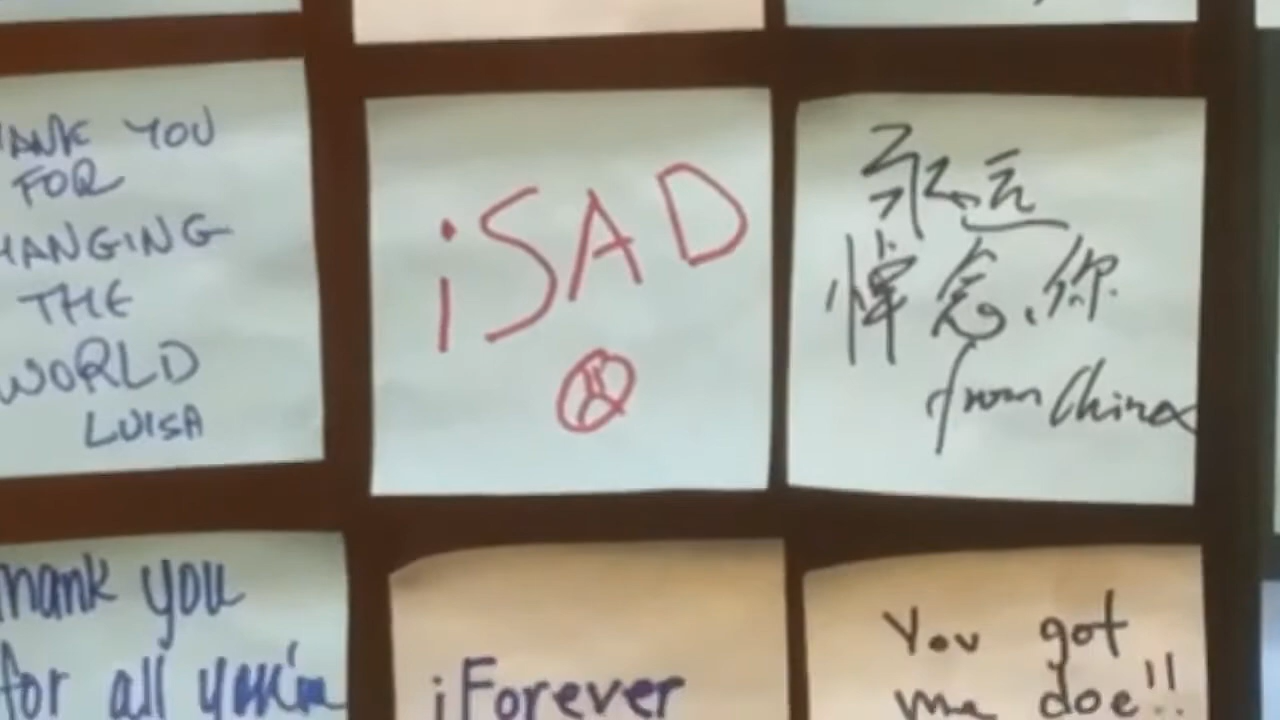 HANK YOU
FOR
HANGING
THE
WORLD
LUISA
iSAD
永远
悼念你
from China
hank you
for all you'm
iForever
You got
me doe!!